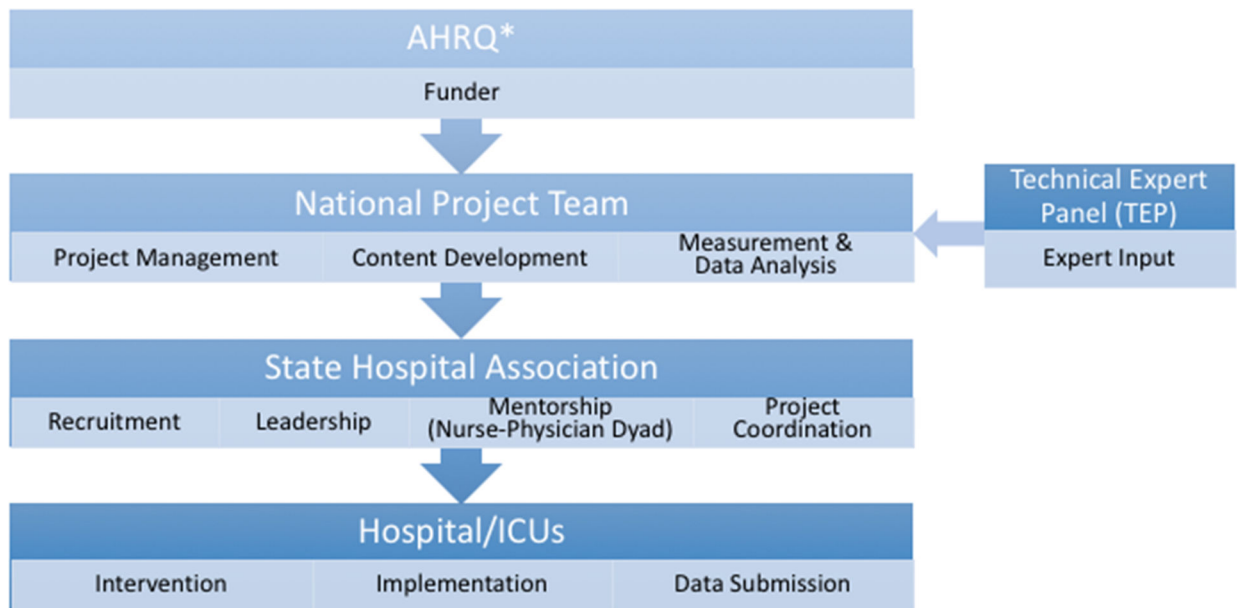 AHRQ*
Funder
National Project Team
Project Management
Content Development
Measurement &
Data Analysis
Technical Expert
Panel (TEP)
Expert Input
State Hospital Association
Recruitment
Leadership
Mentorship
(Nurse-Physician Dyad)
Project
Coordination
Hospital/ICUs
Intervention
Implementation
Data Submission